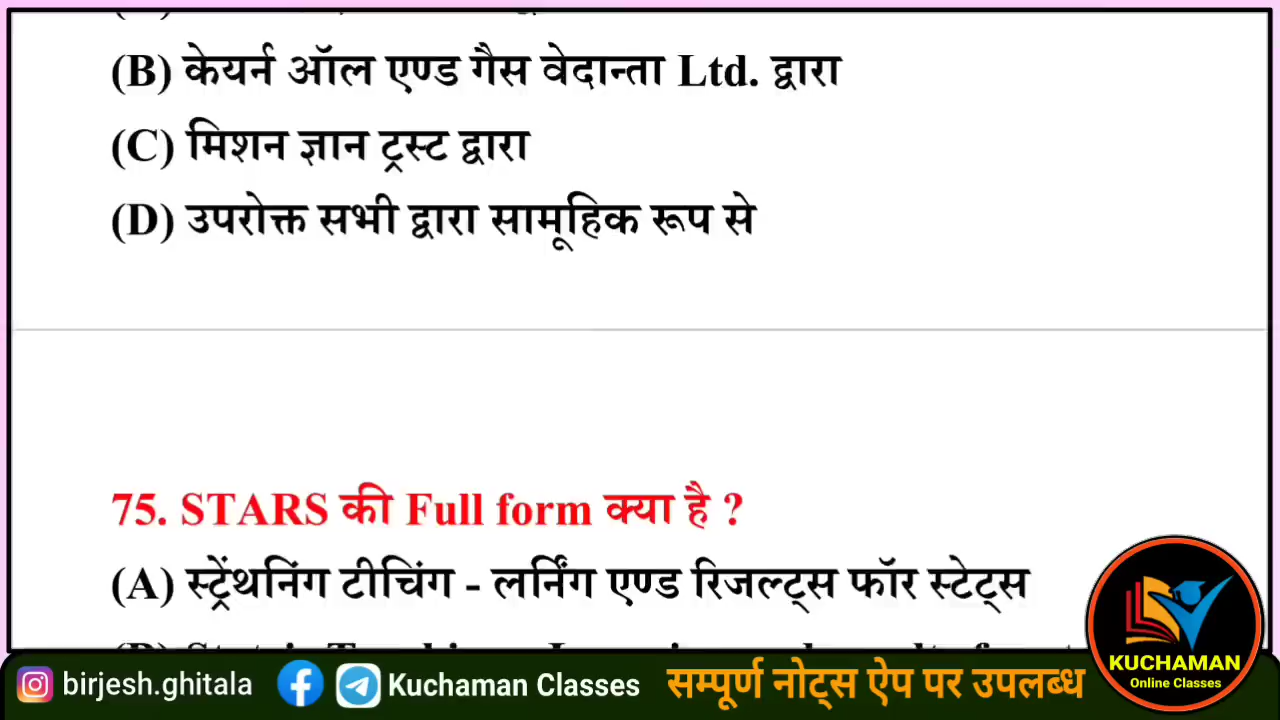 (B) केयर्न ऑल एण्ड गैस वेदान्ता Ltd. द्वारा
(C) मिशन ज्ञान ट्रस्ट द्वारा
(D) उपरोक्त सभी द्वारा सामूहिक रूप से
75. STARS की Full form क्या है ?
(A) स्ट्रेंथनिंग टीचिंग - लर्निंग एण्ड रिजल्ट्स फॉर स्टेट्स
KUCHAMAN
Online Classes
birjesh.ghitala Kuchaman Classes सम्पूर्ण नोट्स ऐप पर उपलब्ध